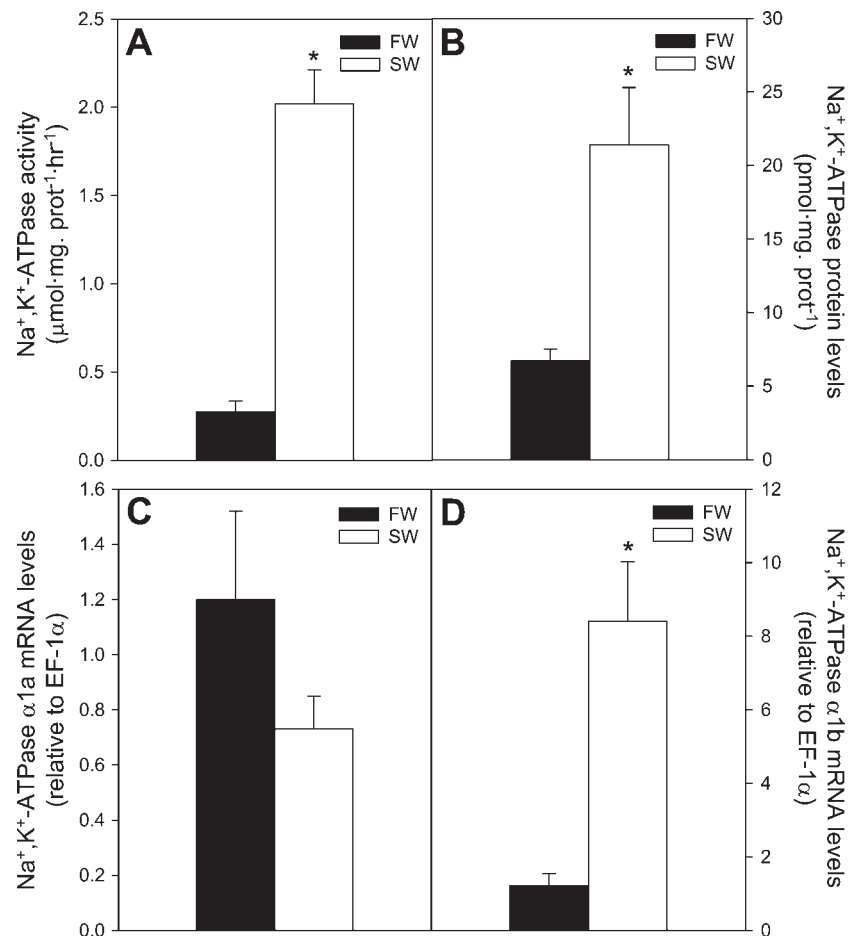 A
FW
SW
*
2.5
2.0
1.5
1.0
0.5
0.0
Na⁺,K⁺-ATPase activity
(μmol·mg. prot⁻¹·hr⁻¹)
B
FW
SW
*
30
25
20
15
10
5
0
Na⁺,K⁺-ATPase protein levels
(pmol·mg. prot⁻¹)
C
FW
SW
1.6
1.4
1.2
1.0
0.8
0.6
0.4
0.2
0.0
Na⁺,K⁺-ATPase α1a mRNA levels
(relative to EF-1α)
D
FW
SW
*
12
10
8
6
4
2
0
Na⁺,K⁺-ATPase α1b mRNA levels
(relative to EF-1α)